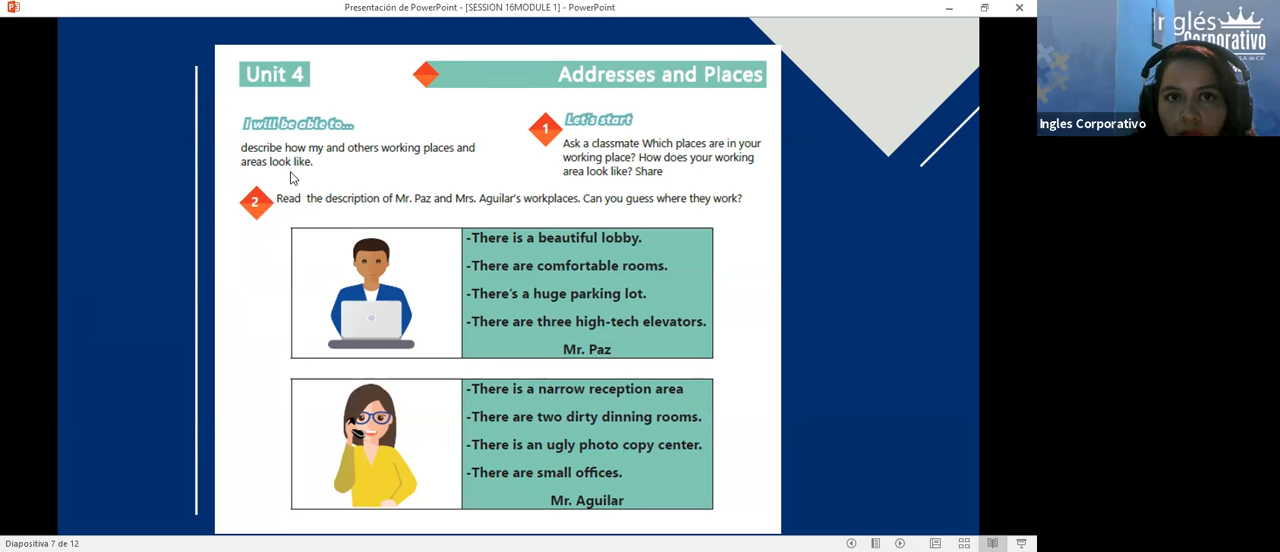 Presentación de PowerPoint - [SESSION 16MODULE 1] - PowerPoint
Inglés
Corporativo
S.A. de C.V.
Ingles Corporativo
Unit 4
Addresses and Places
I will be able to...
describe how my and others working places and
areas look like.
1
Let's start
Ask a classmate Which places are in your
working place? How does your working
area look like? Share
2
Read the description of Mr. Paz and Mrs. Aguilar's workplaces. Can you guess where they work?
-There is a beautiful lobby.
-There are comfortable rooms.
-There's a huge parking lot.
-There are three high-tech elevators.
Mr. Paz
-There is a narrow reception area
-There are two dirty dinning rooms.
-There is an ugly photo copy center.
-There are small offices.
Mr. Aguilar
Diapositiva 7 de 12